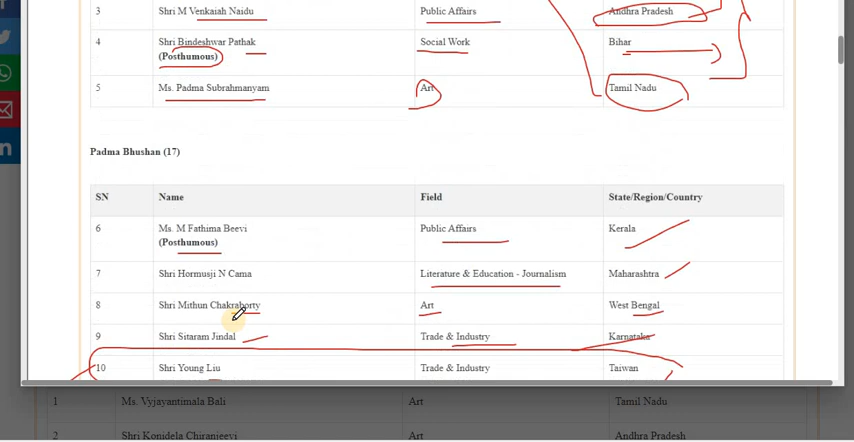 3 Shri M Venkaiah Naidu Public Affairs Andhra Pradesh
4 Shri Bindeshwar Pathak Social Work Bihar
(Posthumous)
5 Ms. Padma Subrahmanyam Art Tamil Nadu
Padma Bhushan (17)
SN Name Field State/Region/Country
6 Ms. M Fathima Beevi Public Affairs Kerala
(Posthumous)
7 Shri Hormusji N Cama Literature & Education - Journalism Maharashtra
8 Shri Mithun Chakraborty Art West Bengal
9 Shri Sitaram Jindal Trade & Industry Karnataka
10 Shri Young Liu Trade & Industry Taiwan
1 Ms. Vyjayantimala Bali Art Tamil Nadu
2 Shri Konidela Chiranjeevi Art Andhra Pradesh